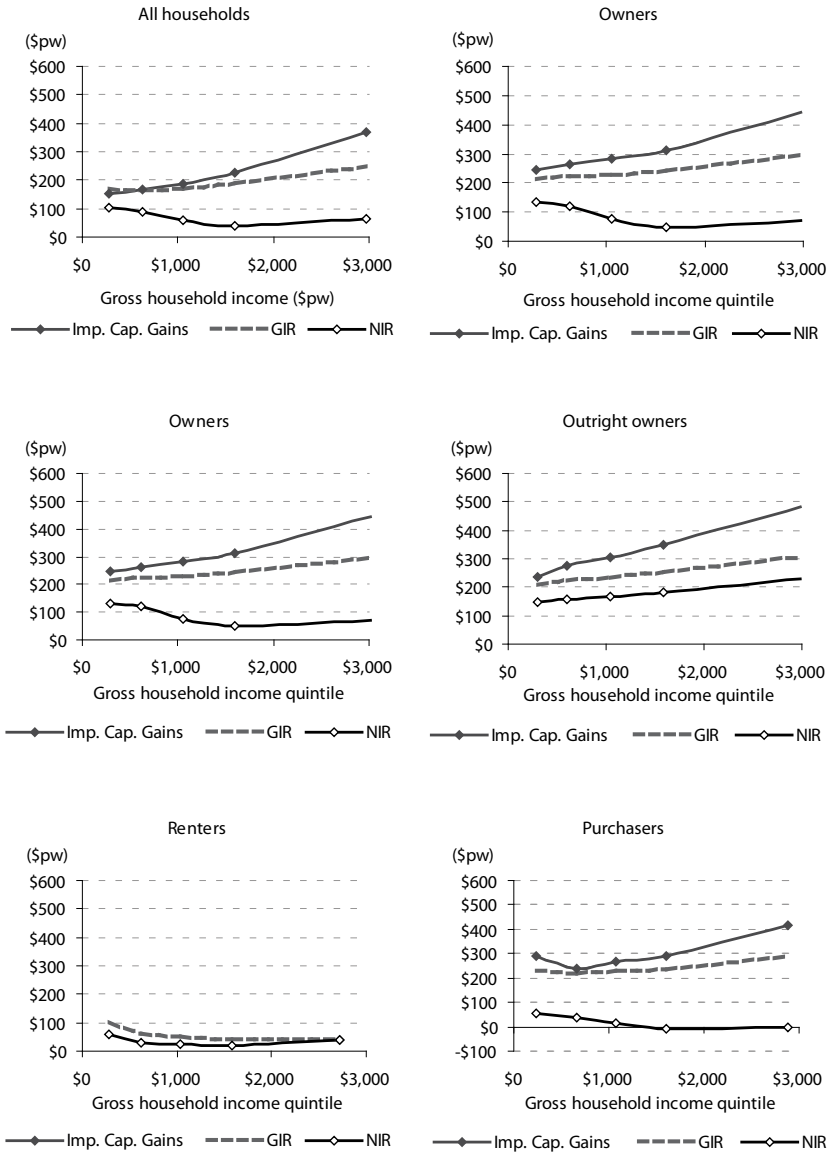 All households
($pw)
$600
$500
$400
$300
$200
$100
$0
$0 $1,000 $2,000 $3,000
Gross household income ($pw)
Imp. Cap. Gains GIR NIR
Owners
($pw)
$600
$500
$400
$300
$200
$100
$0
$0 $1,000 $2,000 $3,000
Gross household income quintile
Imp. Cap. Gains GIR NIR
Owners
($pw)
$600
$500
$400
$300
$200
$100
$0
$0 $1,000 $2,000 $3,000
Gross household income quintile
Imp. Cap. Gains GIR NIR
Outright owners
($pw)
$600
$500
$400
$300
$200
$100
$0
$0 $1,000 $2,000 $3,000
Gross household income quintile
Imp. Cap. Gains GIR NIR
Renters
($pw)
$600
$500
$400
$300
$200
$100
$0
$0 $1,000 $2,000 $3,000
Gross household income quintile
Imp. Cap. Gains GIR NIR
Purchasers
($pw)
$600
$500
$400
$300
$200
$100
$0
-$100
$0 $1,000 $2,000 $3,000
Gross household income quintile
Imp. Cap. Gains GIR NIR